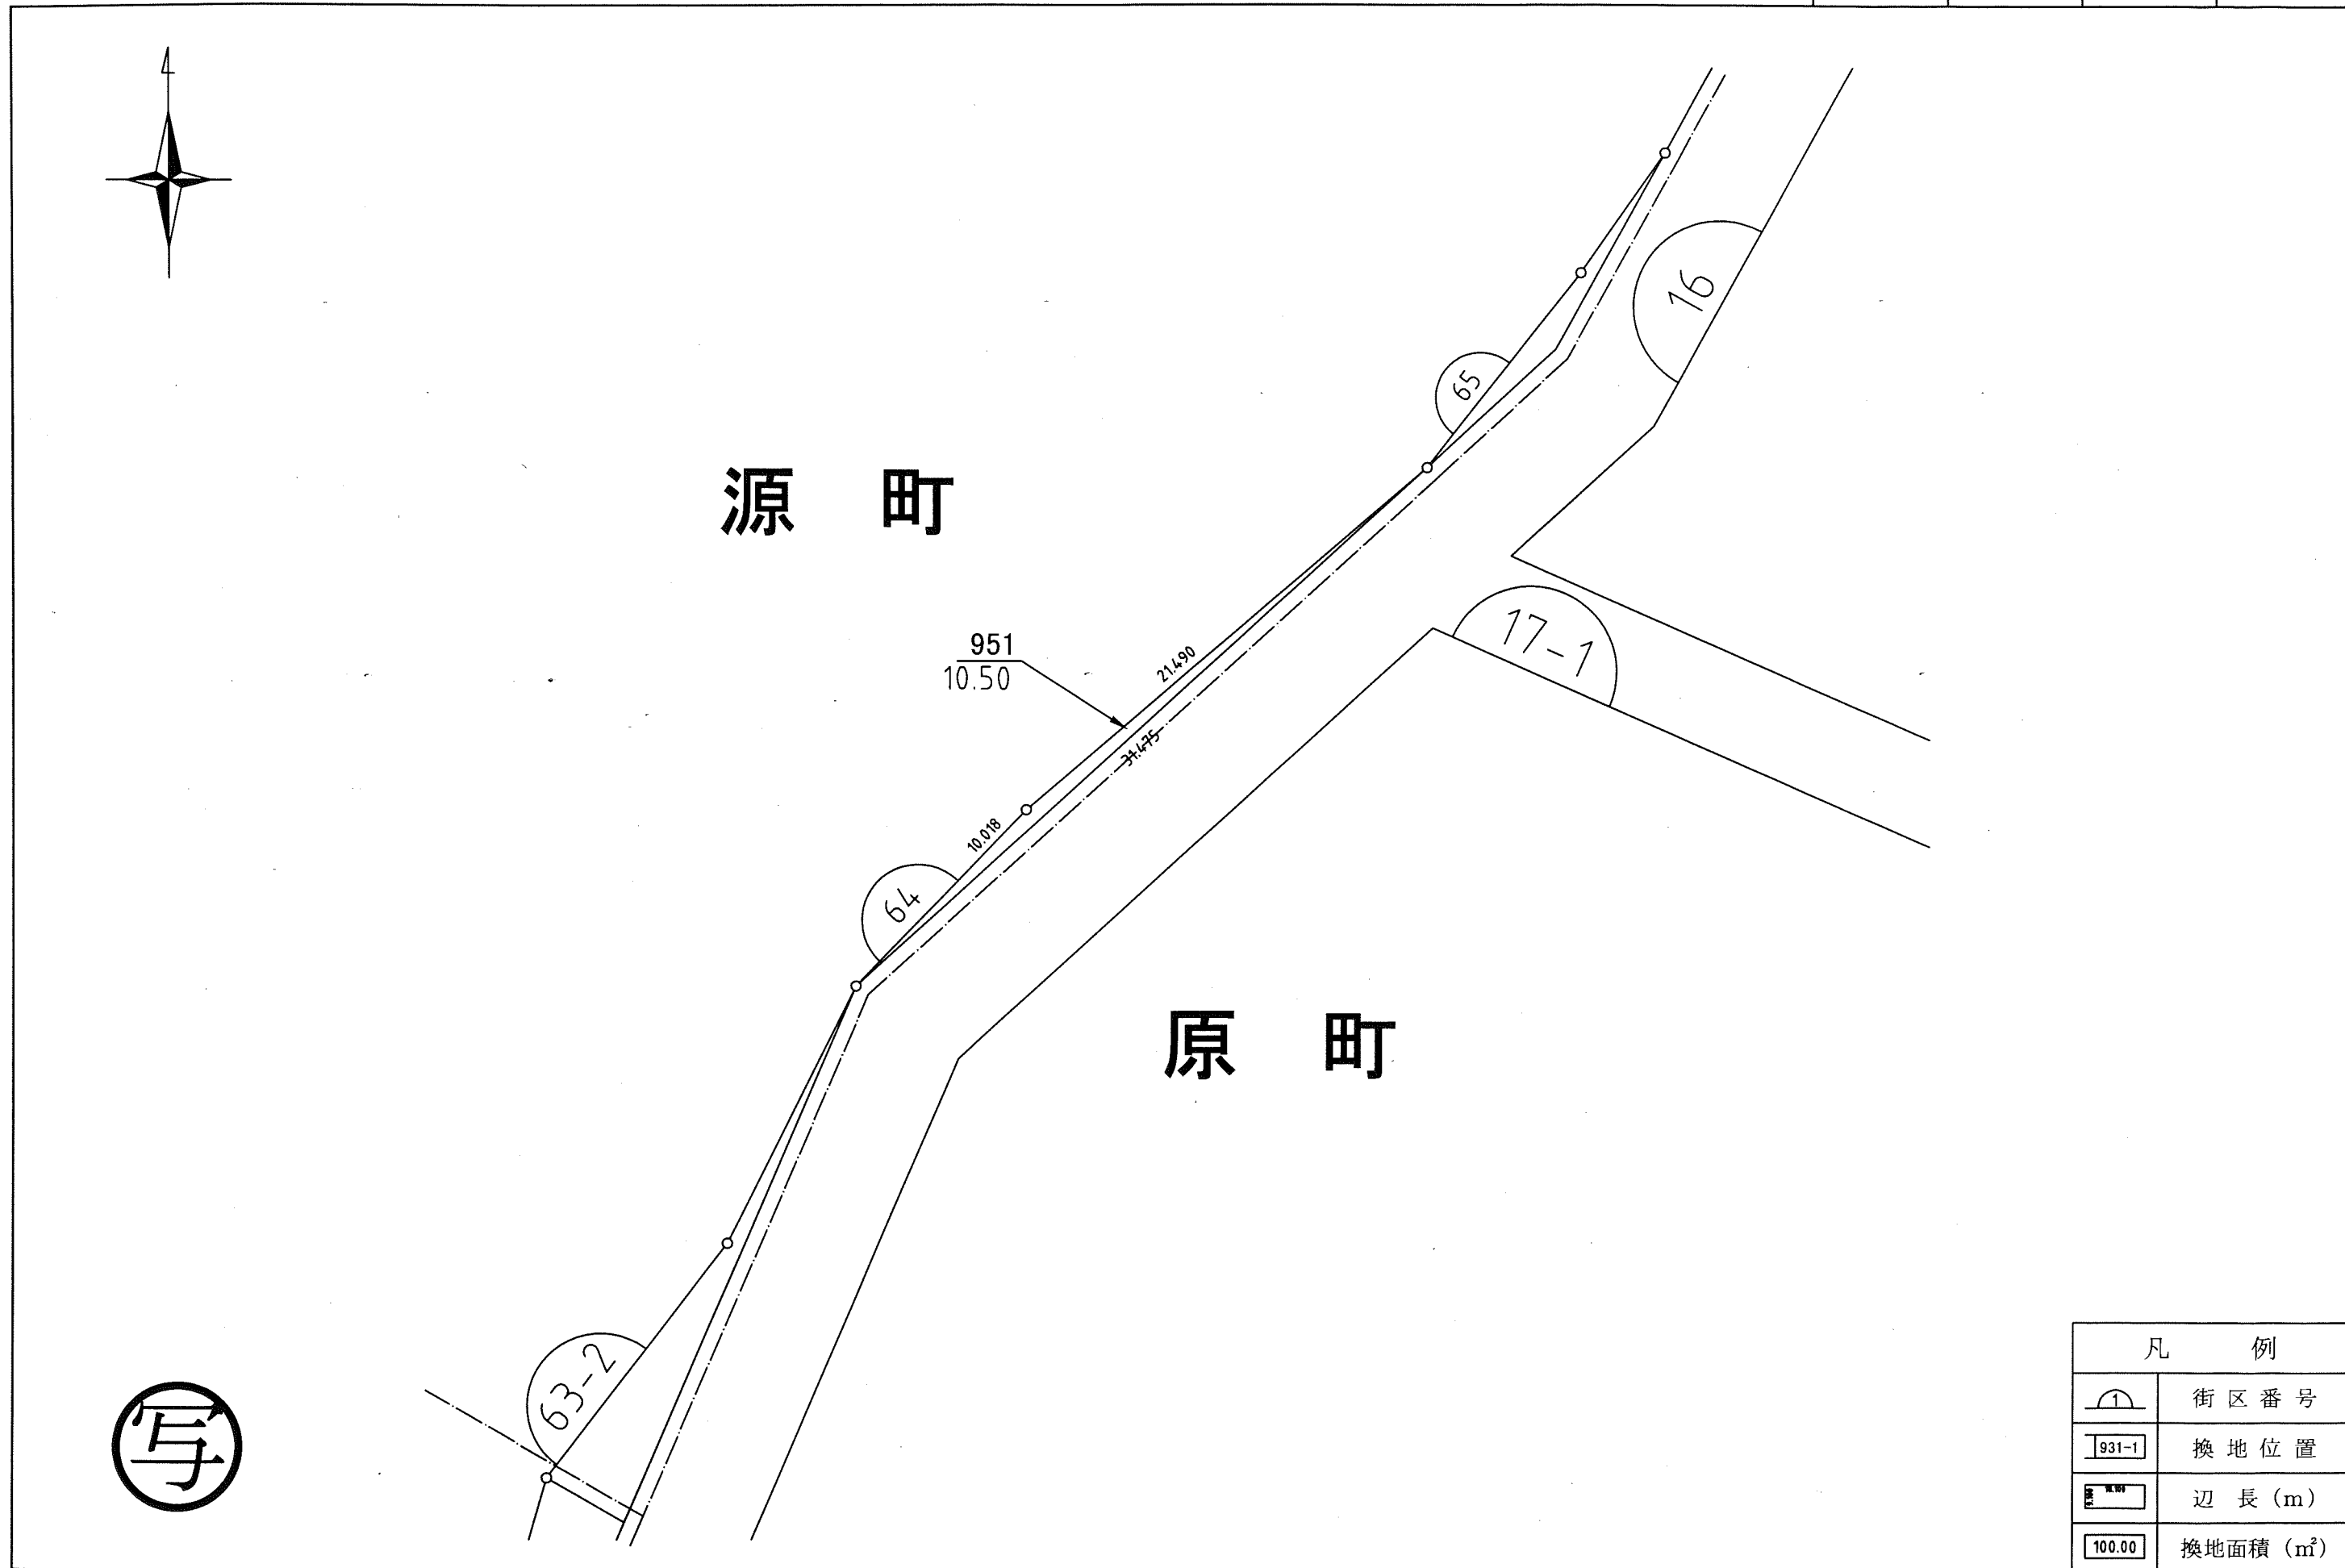 16
65
源町
951
10.50
21.490
17-1
31.475
10.018
64
原町
63-2
写
凡例
1 街区番号
931-1 換地位置
辺長(m)
100.00 換地面積(㎡)